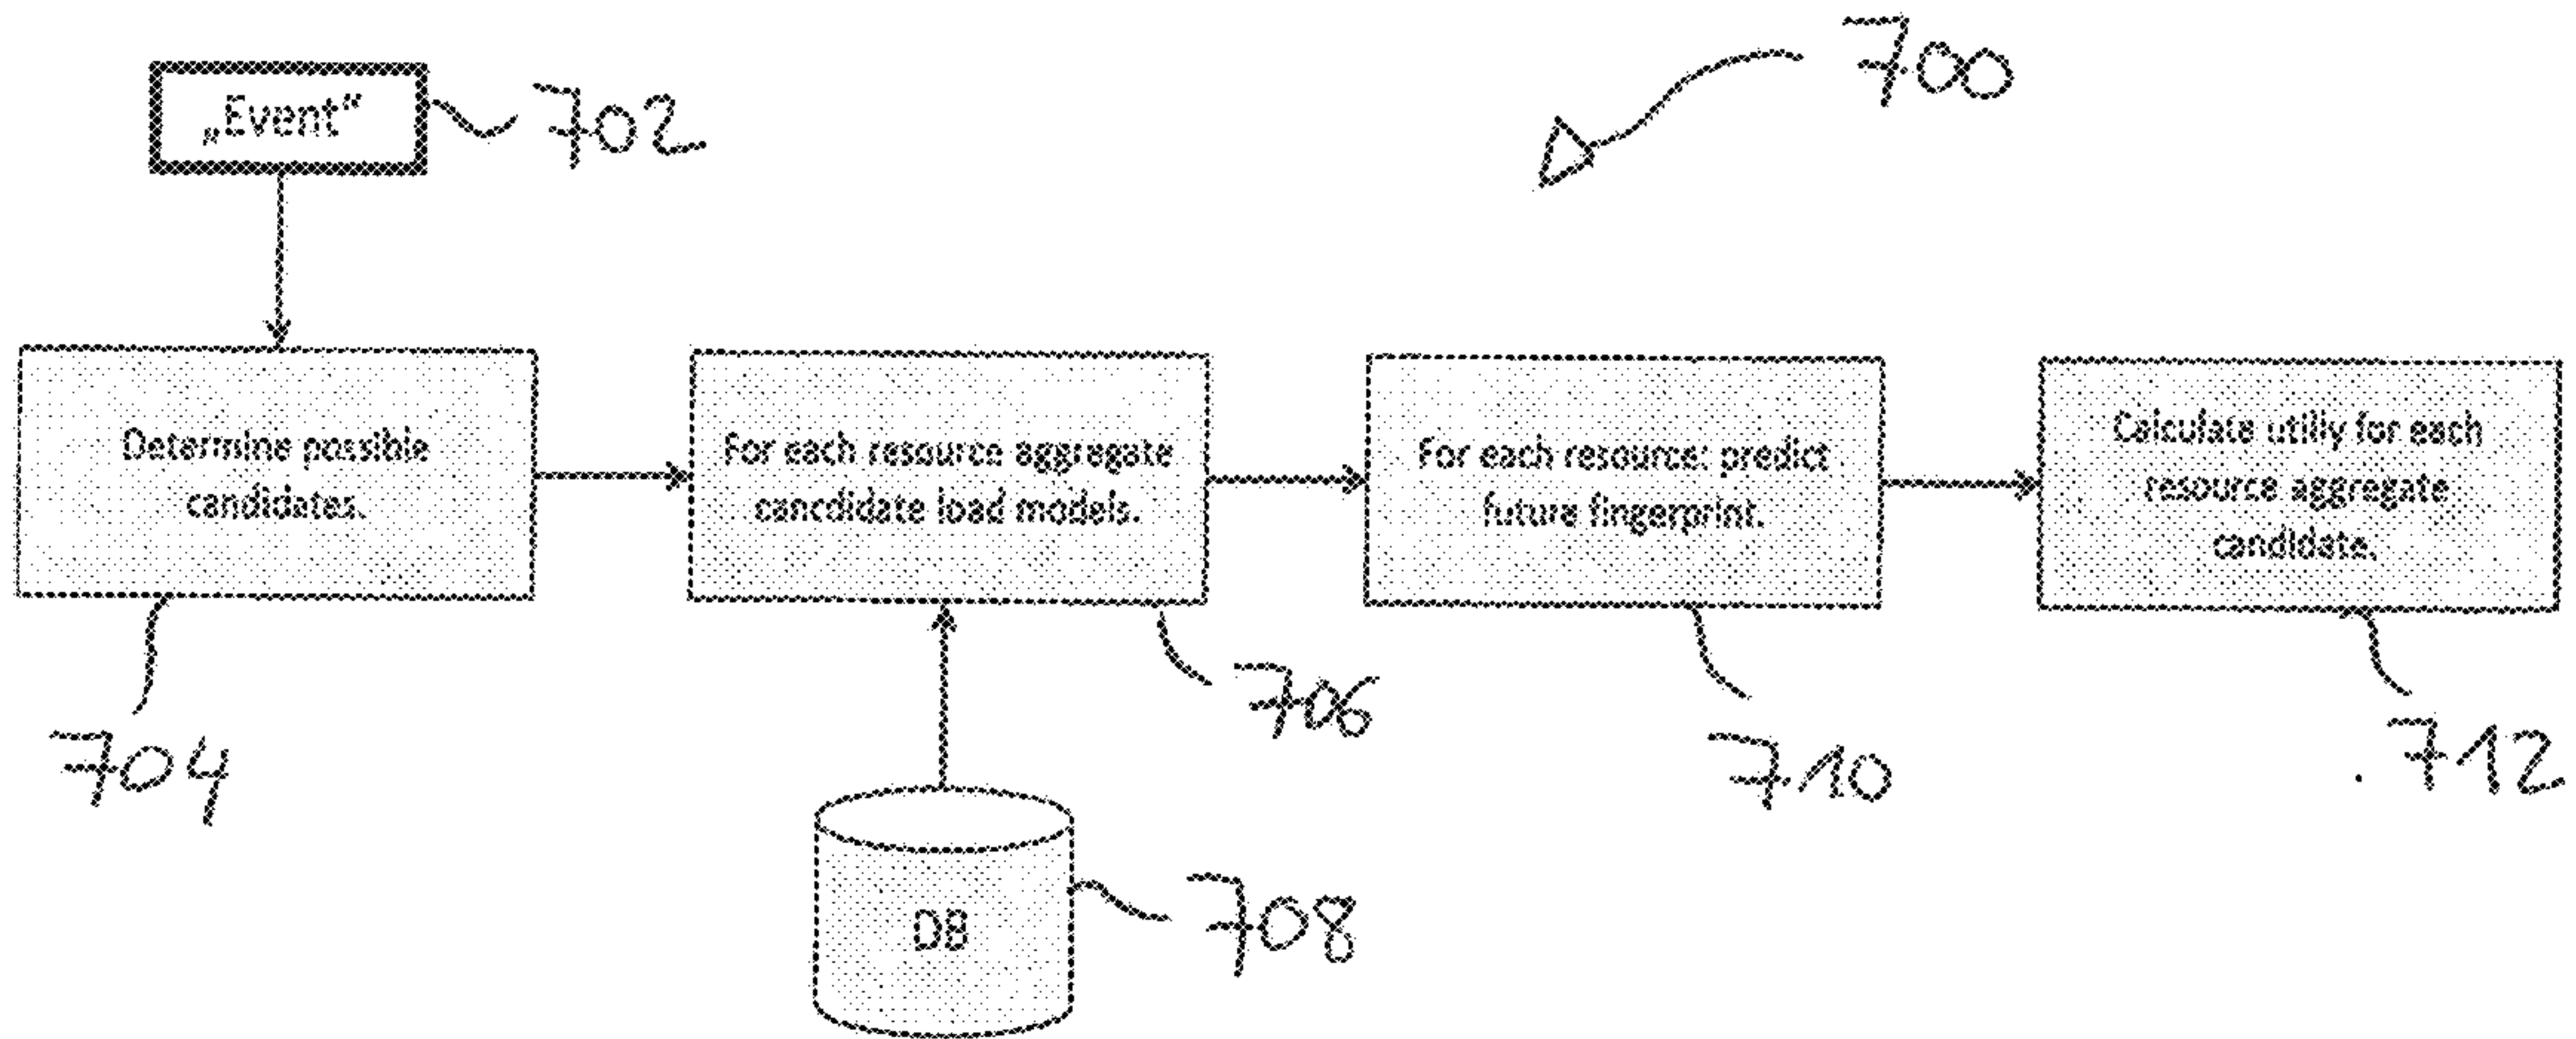 700
„Event“
702
Determine possible
candidates.
For each resource aggregate
cancdidate load models.
For each resource: predict
future fingerprint.
Calculate utiliy for each
resource aggregate
candidate.
704
706
710
712
DB
708